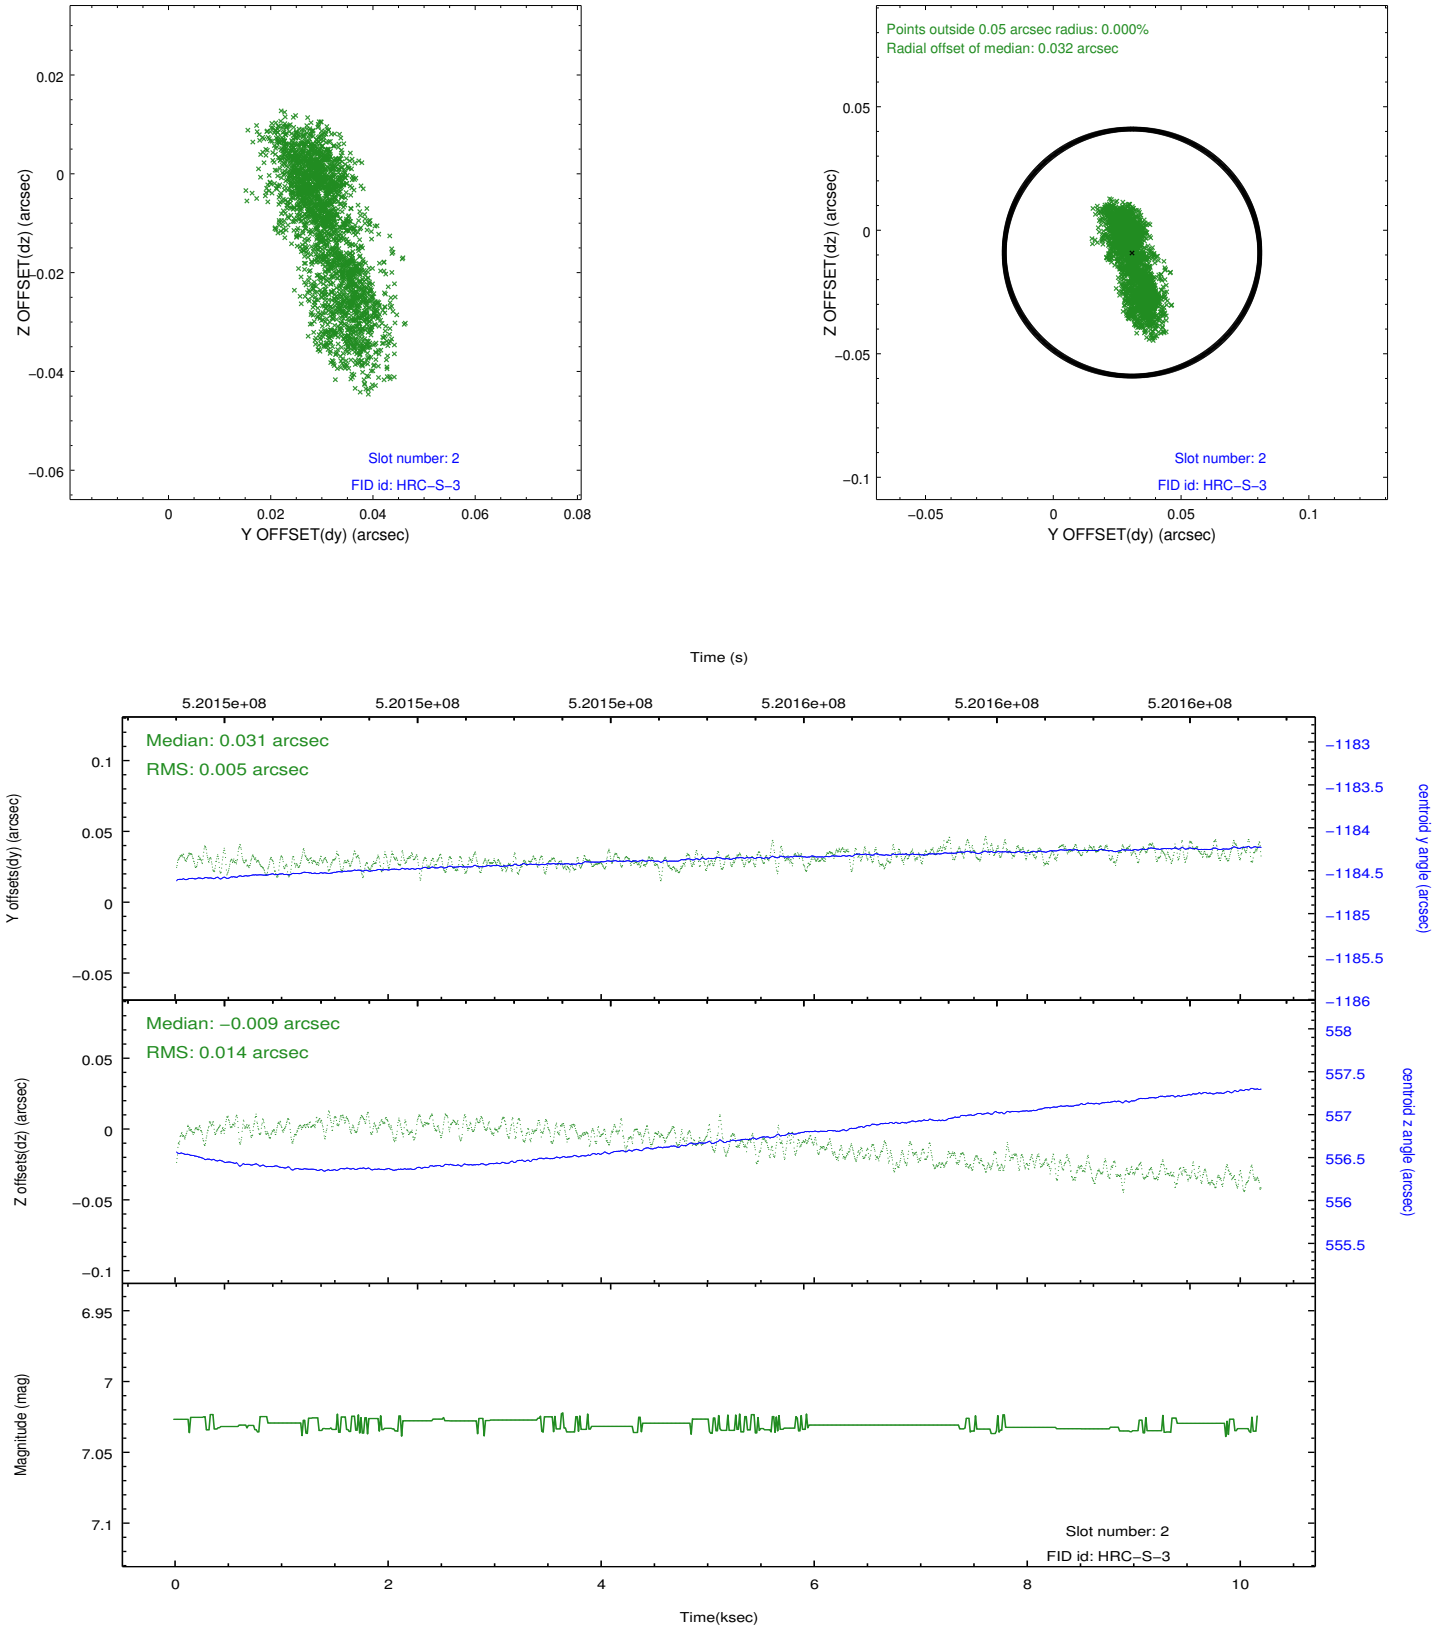 0.02
0
−0.02
−0.04
−0.06
Z OFFSET(dz) (arcsec)
Slot number: 2
FID id: HRC−S−3
0
0.02
0.04
0.06
0.08
Y OFFSET(dy) (arcsec)
Points outside 0.05 arcsec radius: 0.000%
Radial offset of median: 0.032 arcsec
0.05
0
−0.05
−0.1
Z OFFSET(dz) (arcsec)
Slot number: 2
FID id: HRC−S−3
−0.05
0
0.05
0.1
Y OFFSET(dy) (arcsec)
Time (s)
5.2015e+08
5.2015e+08
5.2015e+08
5.2016e+08
5.2016e+08
5.2016e+08
Median: 0.031 arcsec
RMS: 0.005 arcsec
0.1
0.05
0
−0.05
Y offsets(dy) (arcsec)
−1183
−1183.5
−1184
−1184.5
−1185
−1185.5
−1186
centroid y angle (arcsec)
Median: −0.009 arcsec
RMS: 0.014 arcsec
0.05
0
−0.05
−0.1
Z offsets(dz) (arcsec)
558
557.5
557
556.5
556
555.5
centroid z angle (arcsec)
6.95
7
7.05
7.1
Magnitude (mag)
Slot number: 2
FID id: HRC−S−3
0
2
4
6
8
10
Time(ksec)